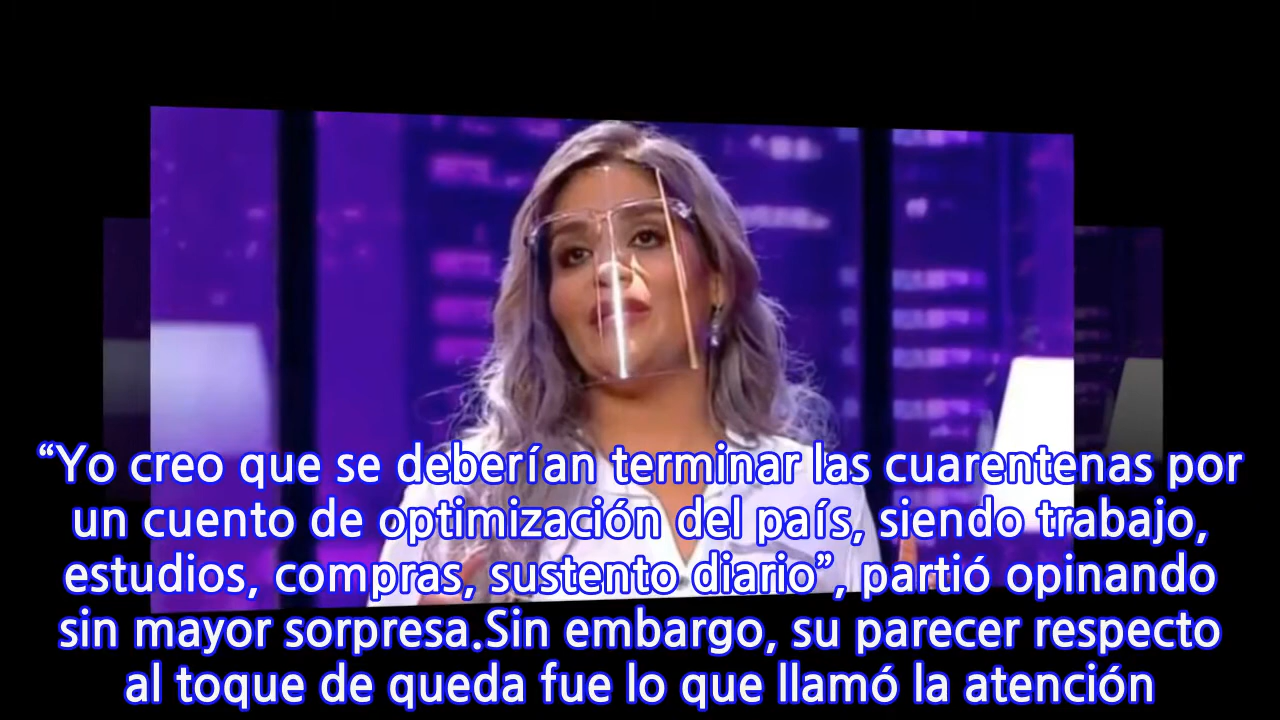 “Yo creo que se deberían terminar las cuarentenas por
un cuento de optimización del país, siendo trabajo,
estudios, compras, sustento diario”, partió opinando
sin mayor sorpresa.Sin embargo, su parecer respecto
al toque de queda fue lo que llamó la atención